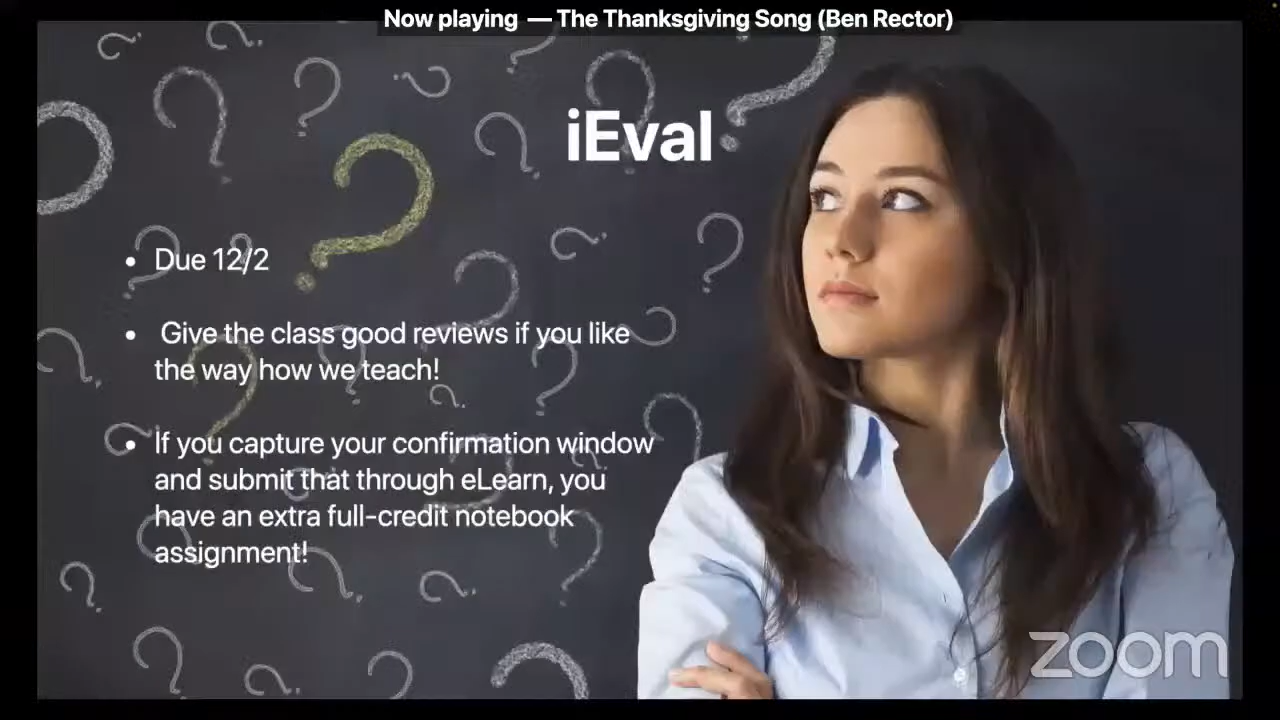 Now playing — The Thanksgiving Song (Ben Rector)
iEval
• Due 12/2
• Give the class good reviews if you like
the way how we teach!
• If you capture your confirmation window
and submit that through eLearn, you
have an extra full-credit notebook
assignment!
zoom